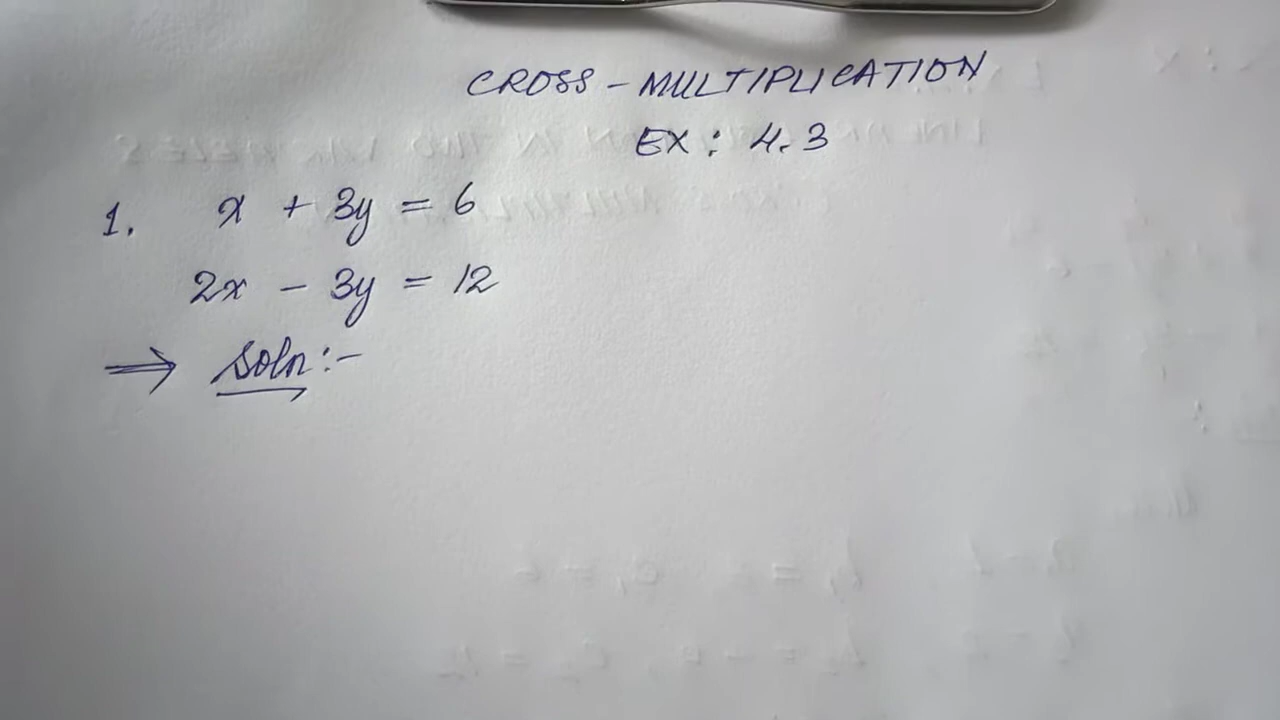 CROSS - MULTIPLICATION
EX : 4.3
1. x + 3y = 6
2x - 3y = 12
⇒ Soln :-